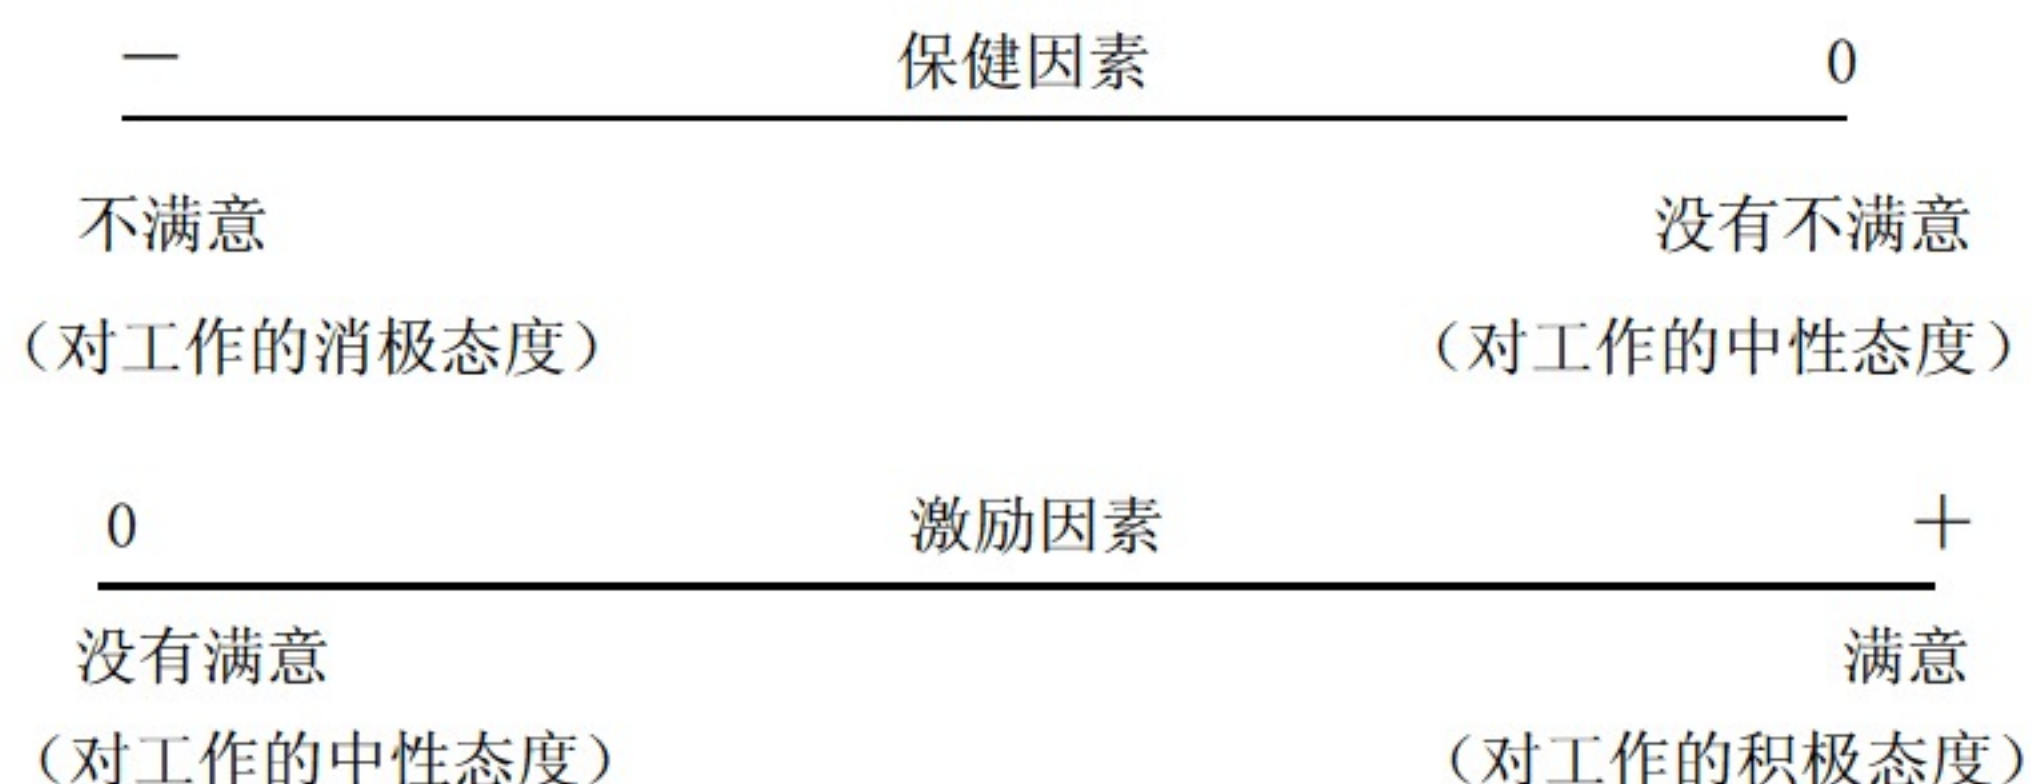 — 保健因素 0
不满意 没有不满意
（对工作的消极态度） （对工作的中性态度）
0 激励因素 +
没有满意 满意
（对工作的中性态度） （对工作的积极态度）